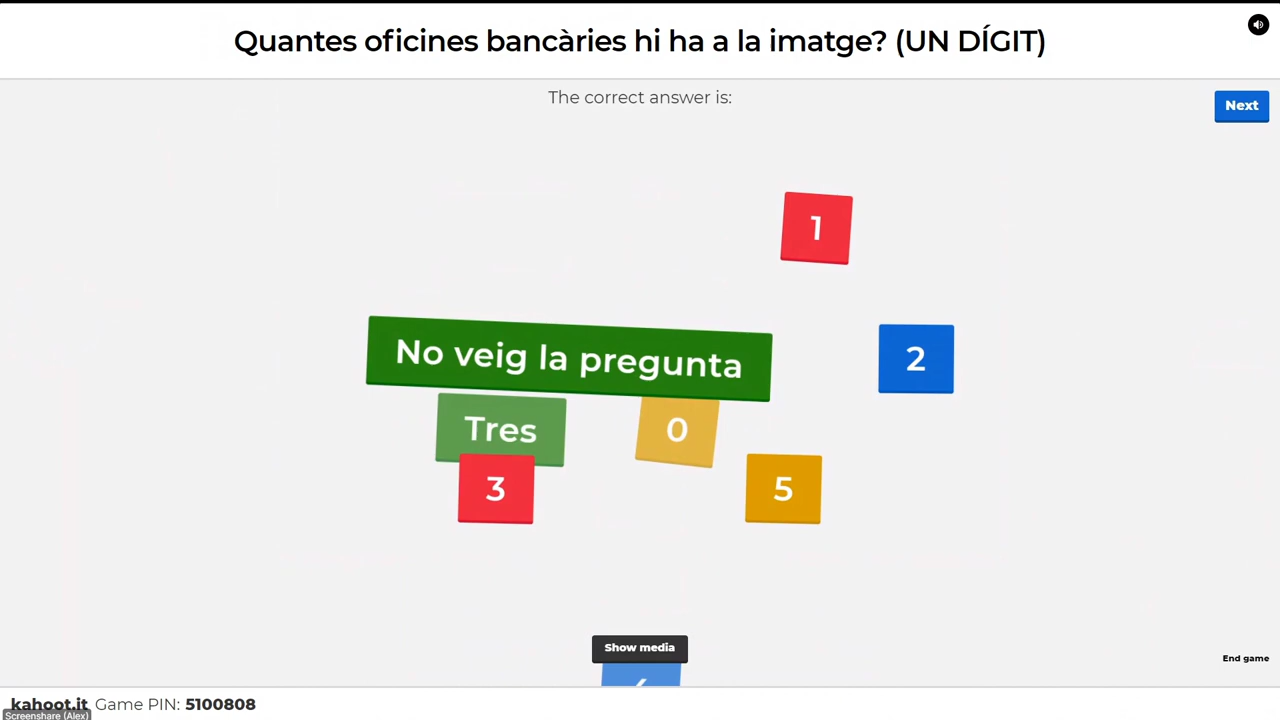 Quantes oficines bancàries hi ha a la imatge? (UN DÍGIT)
The correct answer is:
Next
1
No veig la pregunta
2
Tres
0
3
5
Show media
End game
kahoot.it Game PIN: 5100808
Screenshare (Alex)